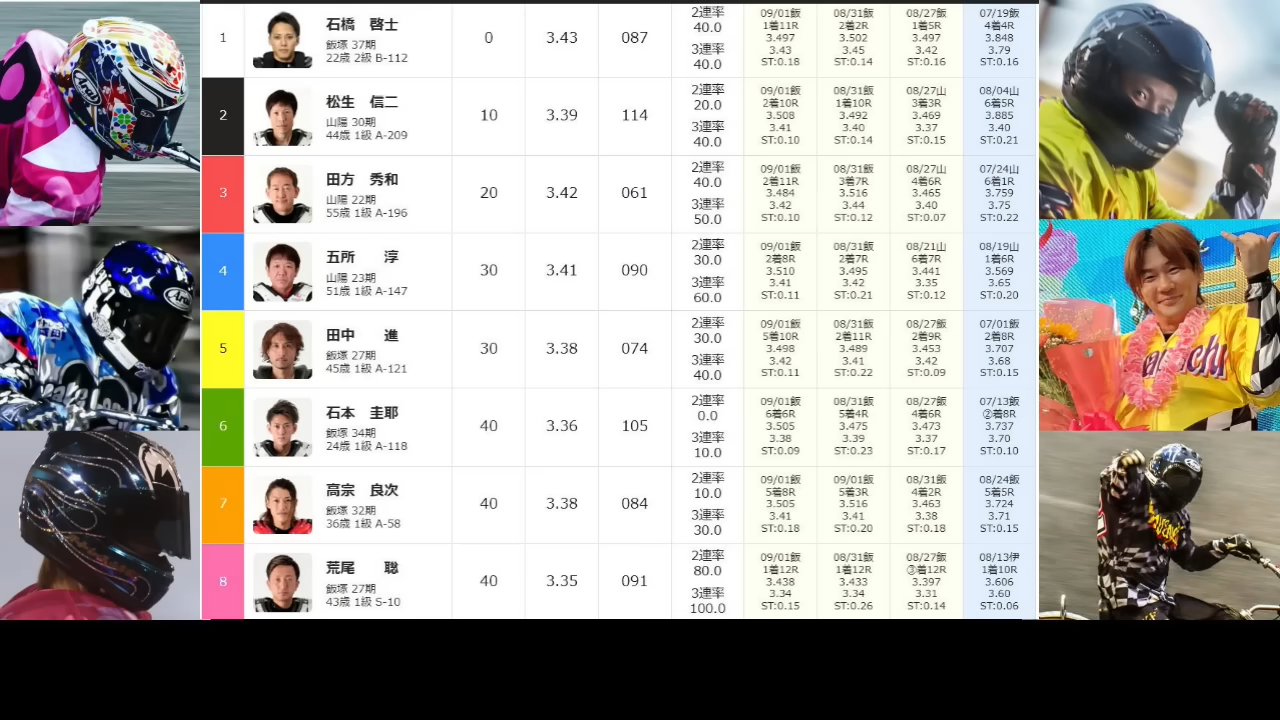 1
石橋　啓士
飯塚 37期
22歳 2級 B-112
0
3.43
087
2連率
40.0
3連率
40.0
09/01飯
1着11R
3.497
3.43
ST:0.18
08/31飯
2着2R
3.502
3.45
ST:0.14
08/27飯
1着5R
3.497
3.42
ST:0.16
07/19飯
4着4R
3.848
3.79
ST:0.16
2
松生　信二
山陽 30期
44歳 1級 A-209
10
3.39
114
2連率
20.0
3連率
40.0
09/01飯
2着10R
3.508
3.41
ST:0.10
08/31飯
1着10R
3.492
3.40
ST:0.14
08/27山
3着3R
3.469
3.37
ST:0.15
08/04山
6着5R
3.885
3.40
ST:0.21
3
田方　秀和
山陽 22期
55歳 1級 A-196
20
3.42
061
2連率
40.0
3連率
50.0
09/01飯
2着11R
3.484
3.42
ST:0.10
08/31飯
3着7R
3.516
3.44
ST:0.12
08/27山
4着6R
3.465
3.40
ST:0.07
07/24山
6着1R
3.759
3.75
ST:0.22
4
五所　　淳
山陽 23期
51歳 1級 A-147
30
3.41
090
2連率
30.0
3連率
60.0
09/01飯
2着8R
3.510
3.41
ST:0.11
08/31飯
2着7R
3.495
3.42
ST:0.21
08/21山
6着7R
3.441
3.35
ST:0.12
08/19山
1着6R
3.569
3.65
ST:0.20
5
田中　　進
飯塚 27期
45歳 1級 A-121
30
3.38
074
2連率
30.0
3連率
40.0
09/01飯
5着10R
3.498
3.42
ST:0.11
08/31飯
2着11R
3.489
3.41
ST:0.22
08/27飯
2着9R
3.453
3.42
ST:0.09
07/01飯
2着8R
3.707
3.68
ST:0.15
6
石本　圭耶
飯塚 34期
24歳 1級 A-118
40
3.36
105
2連率
0.0
3連率
10.0
09/01飯
6着6R
3.505
3.38
ST:0.09
08/31飯
5着4R
3.475
3.39
ST:0.23
08/27飯
4着6R
3.473
3.37
ST:0.17
07/13飯
②着8R
3.737
3.70
ST:0.10
7
高宗　良次
飯塚 32期
36歳 1級 A-58
40
3.38
084
2連率
10.0
3連率
30.0
09/01飯
5着8R
3.505
3.41
ST:0.18
09/01飯
5着3R
3.516
3.41
ST:0.20
08/31飯
4着2R
3.463
3.38
ST:0.18
08/24飯
5着5R
3.724
3.71
ST:0.15
8
荒尾　　聡
飯塚 27期
43歳 1級 S-10
40
3.35
091
2連率
80.0
3連率
100.0
09/01飯
1着12R
3.438
3.34
ST:0.15
08/31飯
1着12R
3.433
3.34
ST:0.26
08/27飯
③着12R
3.397
3.31
ST:0.14
08/13伊
1着10R
3.606
3.60
ST:0.06
Arai
Arai